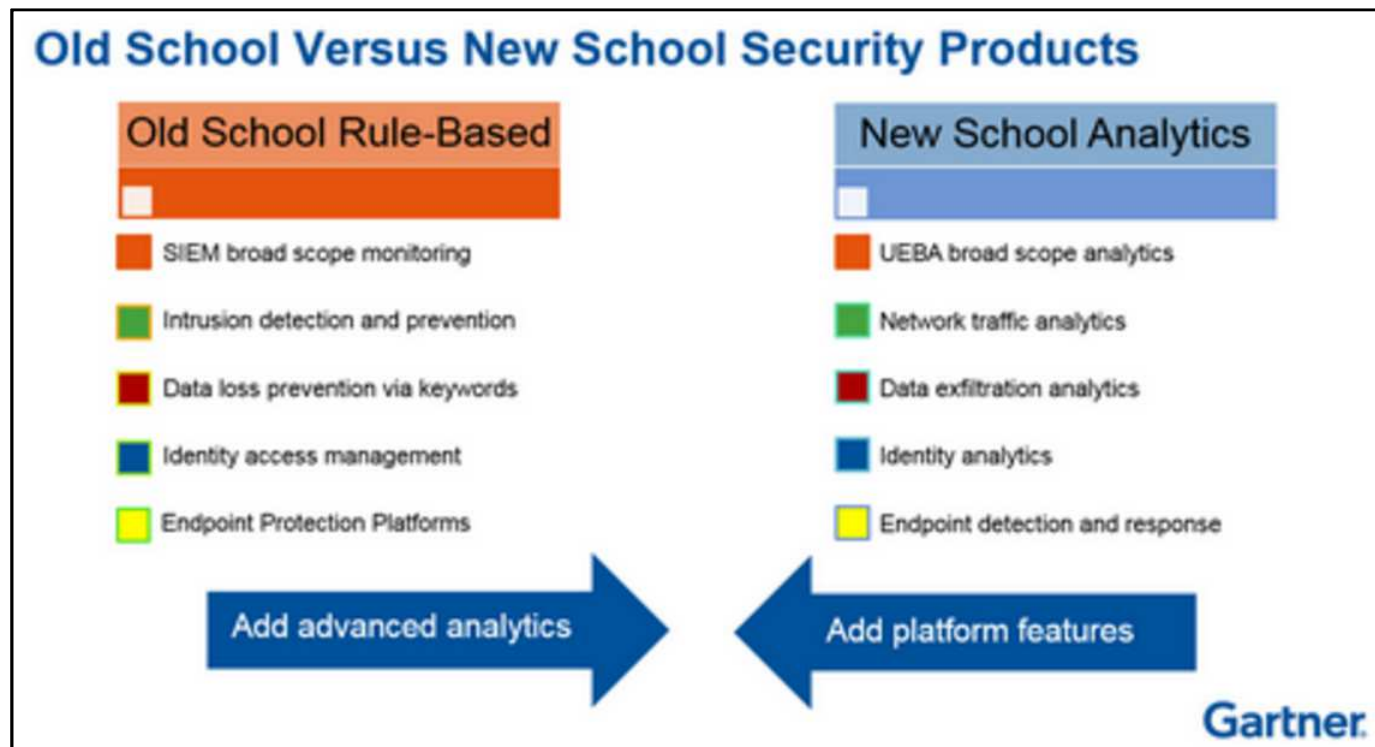 Old School Versus New School Security Products
Old School Rule-Based
SIEM broad scope monitoring
Intrusion detection and prevention
Data loss prevention via keywords
Identity access management
Endpoint Protection Platforms
Add advanced analytics
New School Analytics
UEBA broad scope analytics
Network traffic analytics
Data exfiltration analytics
Identity analytics
Endpoint detection and response
Add platform features
Gartner.